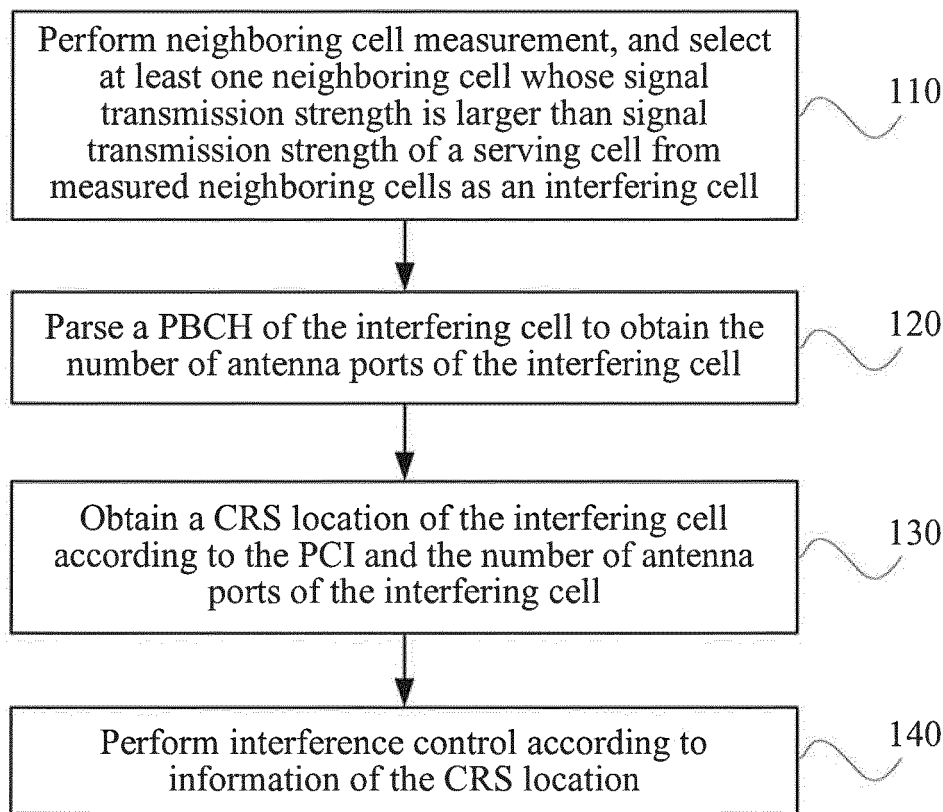 Perform neighboring cell measurement, and select
at least one neighboring cell whose signal
transmission strength is larger than signal
transmission strength of a serving cell from
measured neighboring cells as an interfering cell
110
Parse a PBCH of the interfering cell to obtain the
number of antenna ports of the interfering cell
120
Obtain a CRS location of the interfering cell
according to the PCI and the number of antenna
ports of the interfering cell
130
Perform interference control according to
information of the CRS location
140